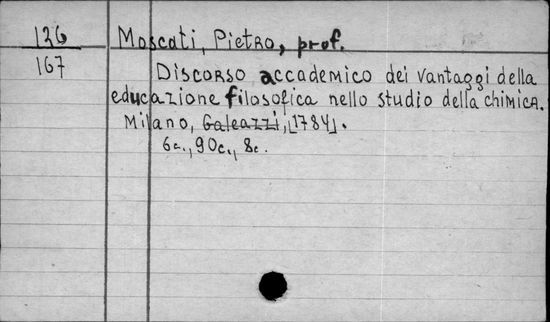 136
Moscati, Pietro, prof.
167
Discorso accademico dei vantaggi della
educazione filosofica nello studio della chimica.
Milano, Galeazzi, [1784].
6c., 90c., 8c.